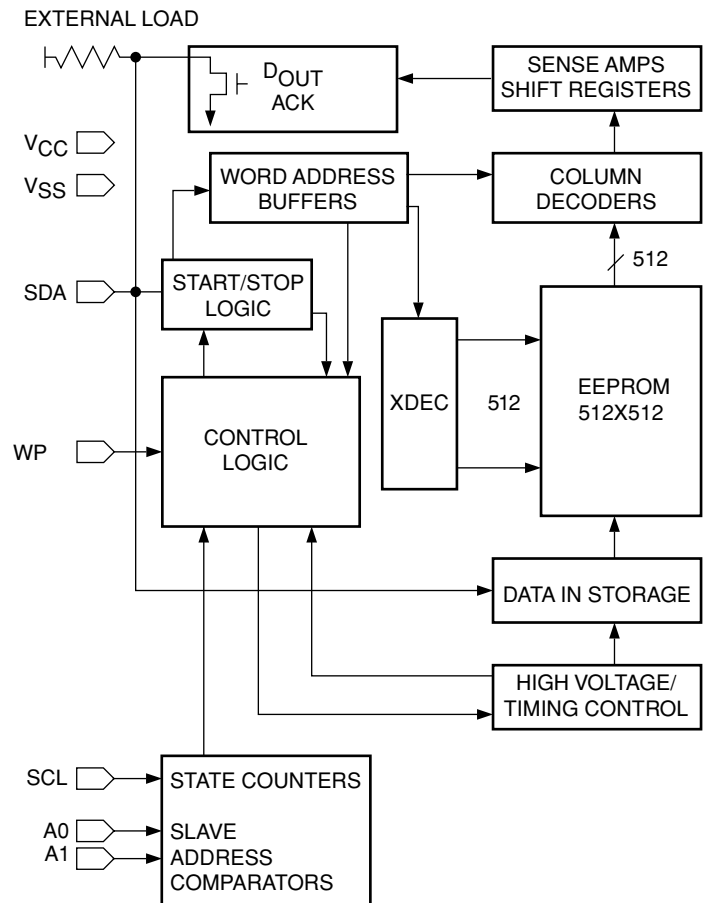 EXTERNAL LOAD
DOUT
ACK
SENSE AMPS
SHIFT REGISTERS
VCC
VSS
WORD ADDRESS
BUFFERS
COLUMN
DECODERS
512
SDA
START/STOP
LOGIC
XDEC
512
EEPROM
512X512
WP
CONTROL
LOGIC
DATA IN STORAGE
HIGH VOLTAGE/
TIMING CONTROL
SCL
STATE COUNTERS
A0
SLAVE
A1
ADDRESS
COMPARATORS